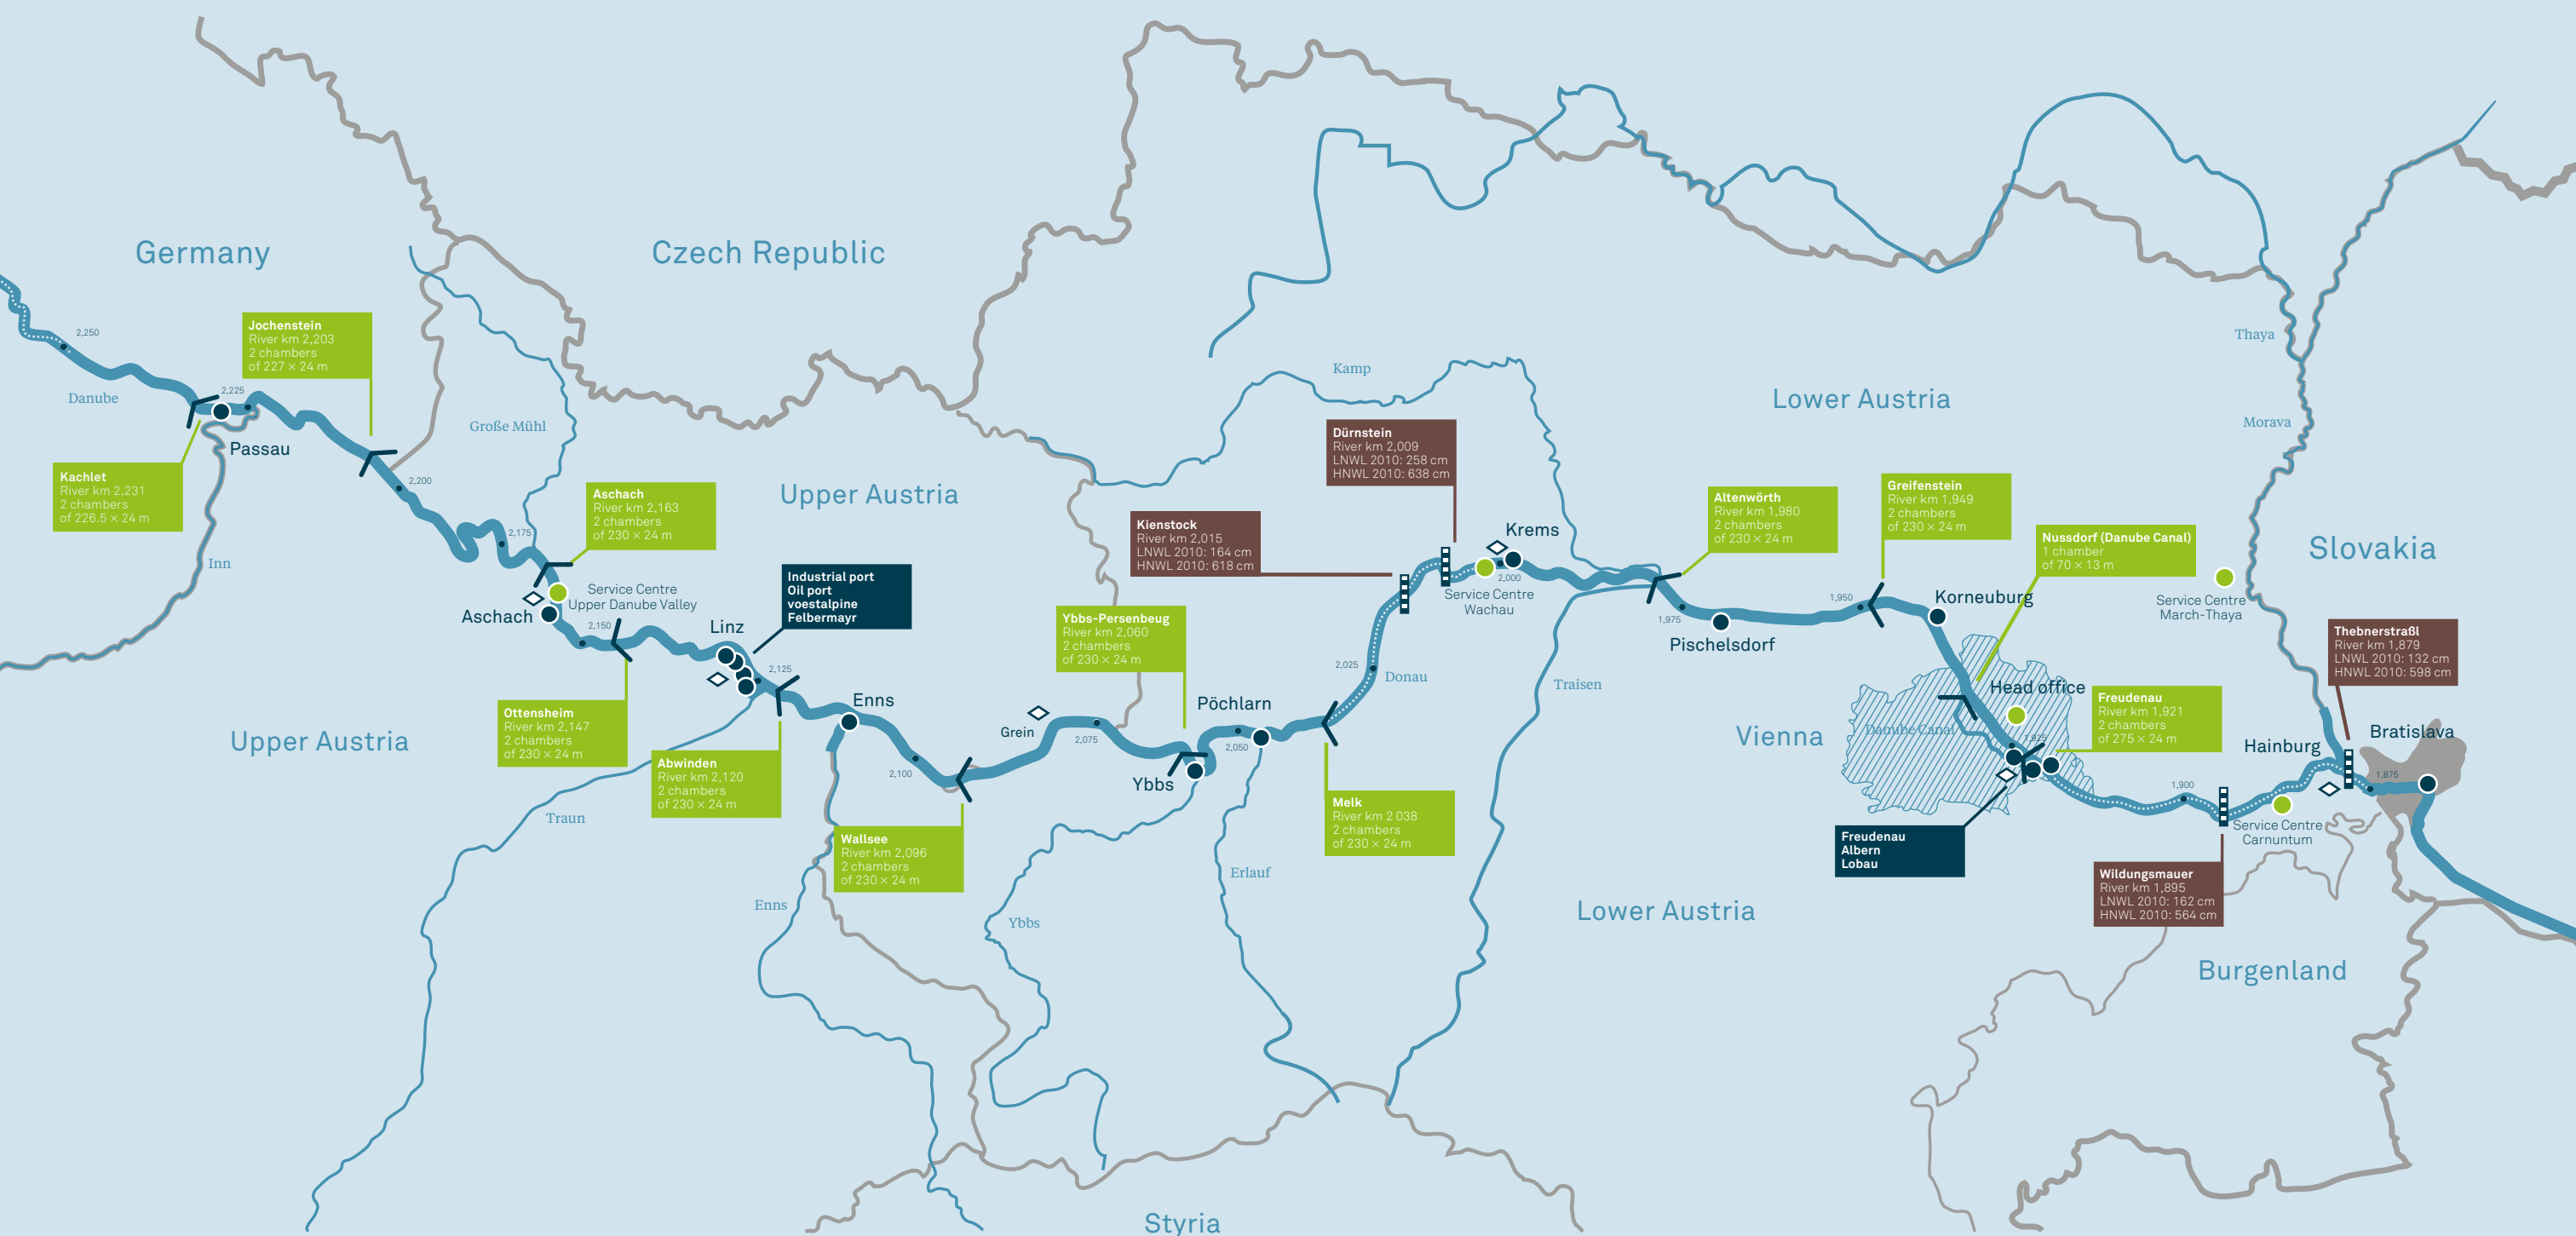 Germany
Czech Republic
2,250
Jochenstein
River km 2,203
2 chambers
of 227 × 24 m
Danube
2,225
Passau
Große Mühl
Kachlet
River km 2,231
2 chambers
of 226.5 × 24 m
Inn
2,200
2,175
Aschach
River km 2,163
2 chambers
of 230 × 24 m
Upper Austria
Service Centre
Upper Danube Valley
Aschach
2,150
Linz
Industrial port
Oil port
voestalpine
Felbermayr
2,125
Ottensheim
River km 2,147
2 chambers
of 230 × 24 m
Upper Austria
Abwinden
River km 2,120
2 chambers
of 230 × 24 m
Traun
Enns
2,100
Wallsee
River km 2,096
2 chambers
of 230 × 24 m
Enns
Grein
2,075
Ybbs-Persenbeug
River km 2,060
2 chambers
of 230 × 24 m
Ybbs
Ybbs
Pöchlarn
2,050
Erlauf
Melk
River km 2 038
2 chambers
of 230 × 24 m
Kamp
Dürnstein
River km 2,009
LNWL 2010: 258 cm
HNWL 2010: 638 cm
Kienstock
River km 2,015
LNWL 2010: 164 cm
HNWL 2010: 618 cm
Krems
2,000
Service Centre
Wachau
2,025
Donau
Traisen
Lower Austria
Altenwörth
River km 1,980
2 chambers
of 230 × 24 m
1,975
Pischelsdorf
Greifenstein
River km 1,949
2 chambers
of 230 × 24 m
1,950
Korneuburg
Nussdorf (Danube Canal)
1 chamber
of 70 × 13 m
Head office
Vienna
Danube Canal
1,925
Freudenau
River km 1,921
2 chambers
of 275 × 24 m
Freudenau
Albern
Lobau
Lower Austria
Thaya
Morava
Slovakia
Service Centre
March-Thaya
Thebnerstraßl
River km 1,879
LNWL 2010: 132 cm
HNWL 2010: 598 cm
Hainburg
Bratislava
1,875
1,900
Service Centre
Carnuntum
Wildungsmauer
River km 1,895
LNWL 2010: 162 cm
HNWL 2010: 564 cm
Burgenland
Styria